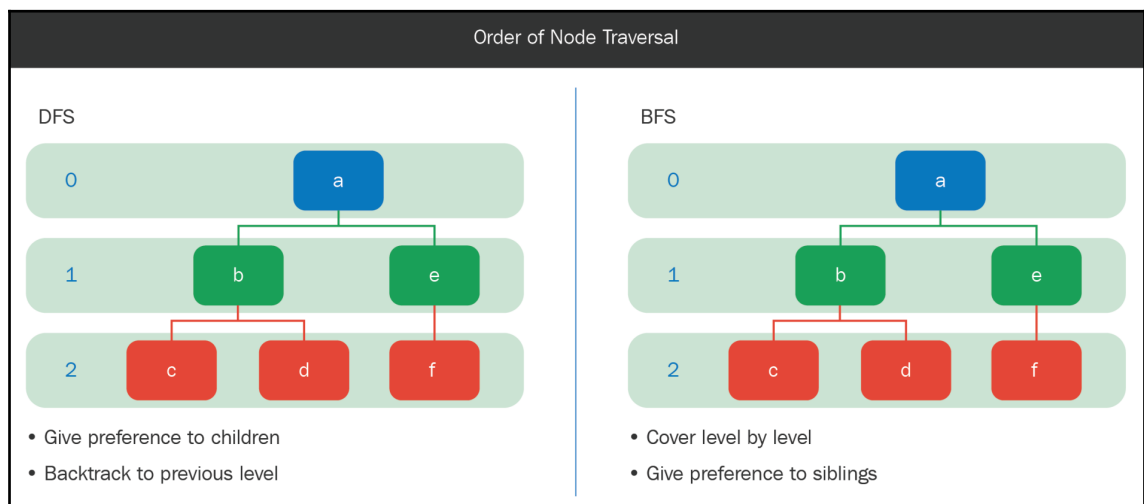 Order of Node Traversal
DFS
0
a
1
b
e
2
c
d
f
• Give preference to children
• Backtrack to previous level
BFS
0
a
1
b
e
2
c
d
f
• Cover level by level
• Give preference to siblings